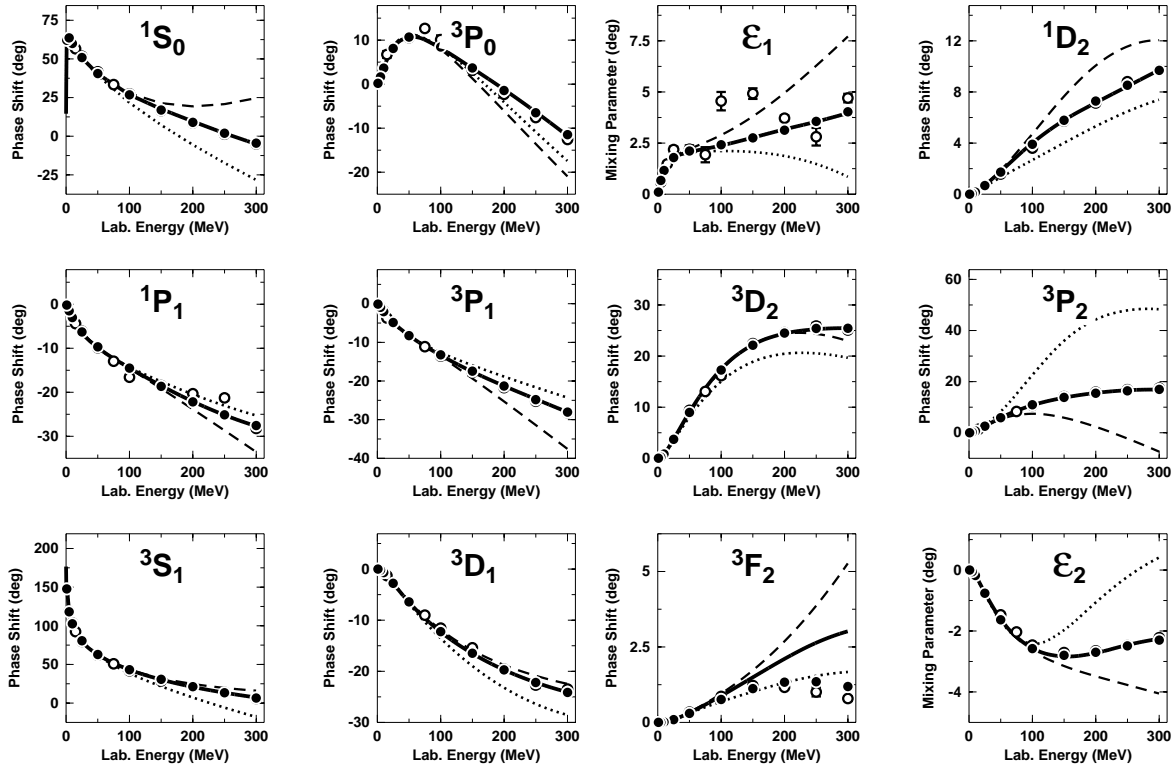 ¹S₀
Phase Shift (deg)
75
50
25
0
-25
0 100 200 300
Lab. Energy (MeV)
³P₀
Phase Shift (deg)
10
0
-10
-20
0 100 200 300
Lab. Energy (MeV)
ε₁
Mixing Parameter (deg)
7.5
5
2.5
0
0 100 200 300
Lab. Energy (MeV)
¹D₂
Phase Shift (deg)
12
8
4
0
0 100 200 300
Lab. Energy (MeV)
¹P₁
Phase Shift (deg)
0
-10
-20
-30
0 100 200 300
Lab. Energy (MeV)
³P₁
Phase Shift (deg)
0
-10
-20
-30
-40
0 100 200 300
Lab. Energy (MeV)
³D₂
Phase Shift (deg)
30
20
10
0
0 100 200 300
Lab. Energy (MeV)
³P₂
Phase Shift (deg)
60
40
20
0
0 100 200 300
Lab. Energy (MeV)
³S₁
Phase Shift (deg)
200
150
100
50
0
0 100 200 300
Lab. Energy (MeV)
³D₁
Phase Shift (deg)
0
-10
-20
-30
0 100 200 300
Lab. Energy (MeV)
³F₂
Phase Shift (deg)
5
2.5
0
0 100 200 300
Lab. Energy (MeV)
ε₂
Mixing Parameter (deg)
0
-2
-4
0 100 200 300
Lab. Energy (MeV)